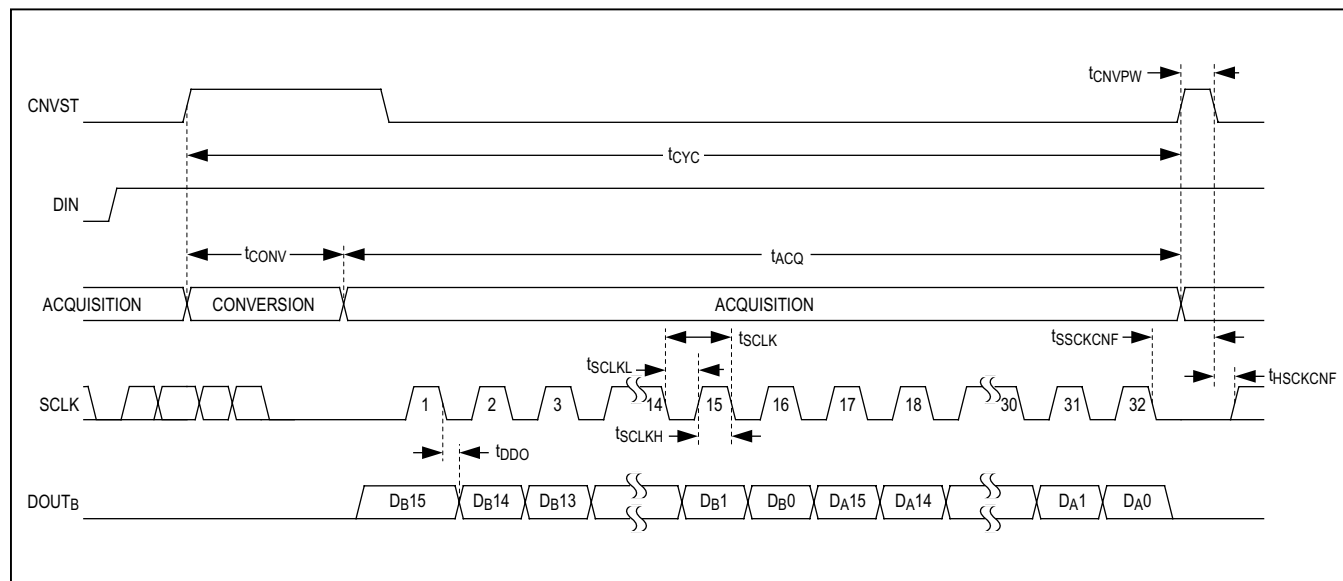 tCNVPW
CNVST
tCYC
DIN
tCONV
tACQ
ACQUISITION CONVERSION ACQUISITION
tSCLK
tSSCKCNF
tSCLKL
tHSCKCNF
SCLK 1 2 3 14 15 16 17 18 30 31 32
tSCLKH
tDDO
DOUTB DB15 DB14 DB13 DB1 DB0 DA15 DA14 DA1 DA0